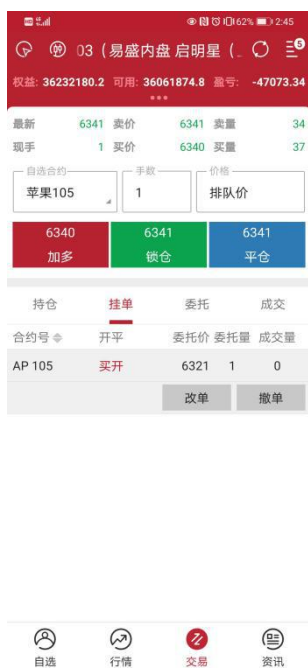 62% 2:45
03（易盛内盘 启明星（_
权益: 36232180.2 可用: 36061874.8 盈亏: -47073.34
最新 6341 卖价 6341 卖量 34
现手 1 买价 6340 买量 37
自选合约 手数 价格
苹果105 1 排队价
6340 6341 6341
加多 锁仓 平仓
持仓 挂单 委托 成交
合约号 开平 委托价 委托量 成交量
AP 105 买开 6321 1 0
改单 撤单
自选 行情 交易 资讯